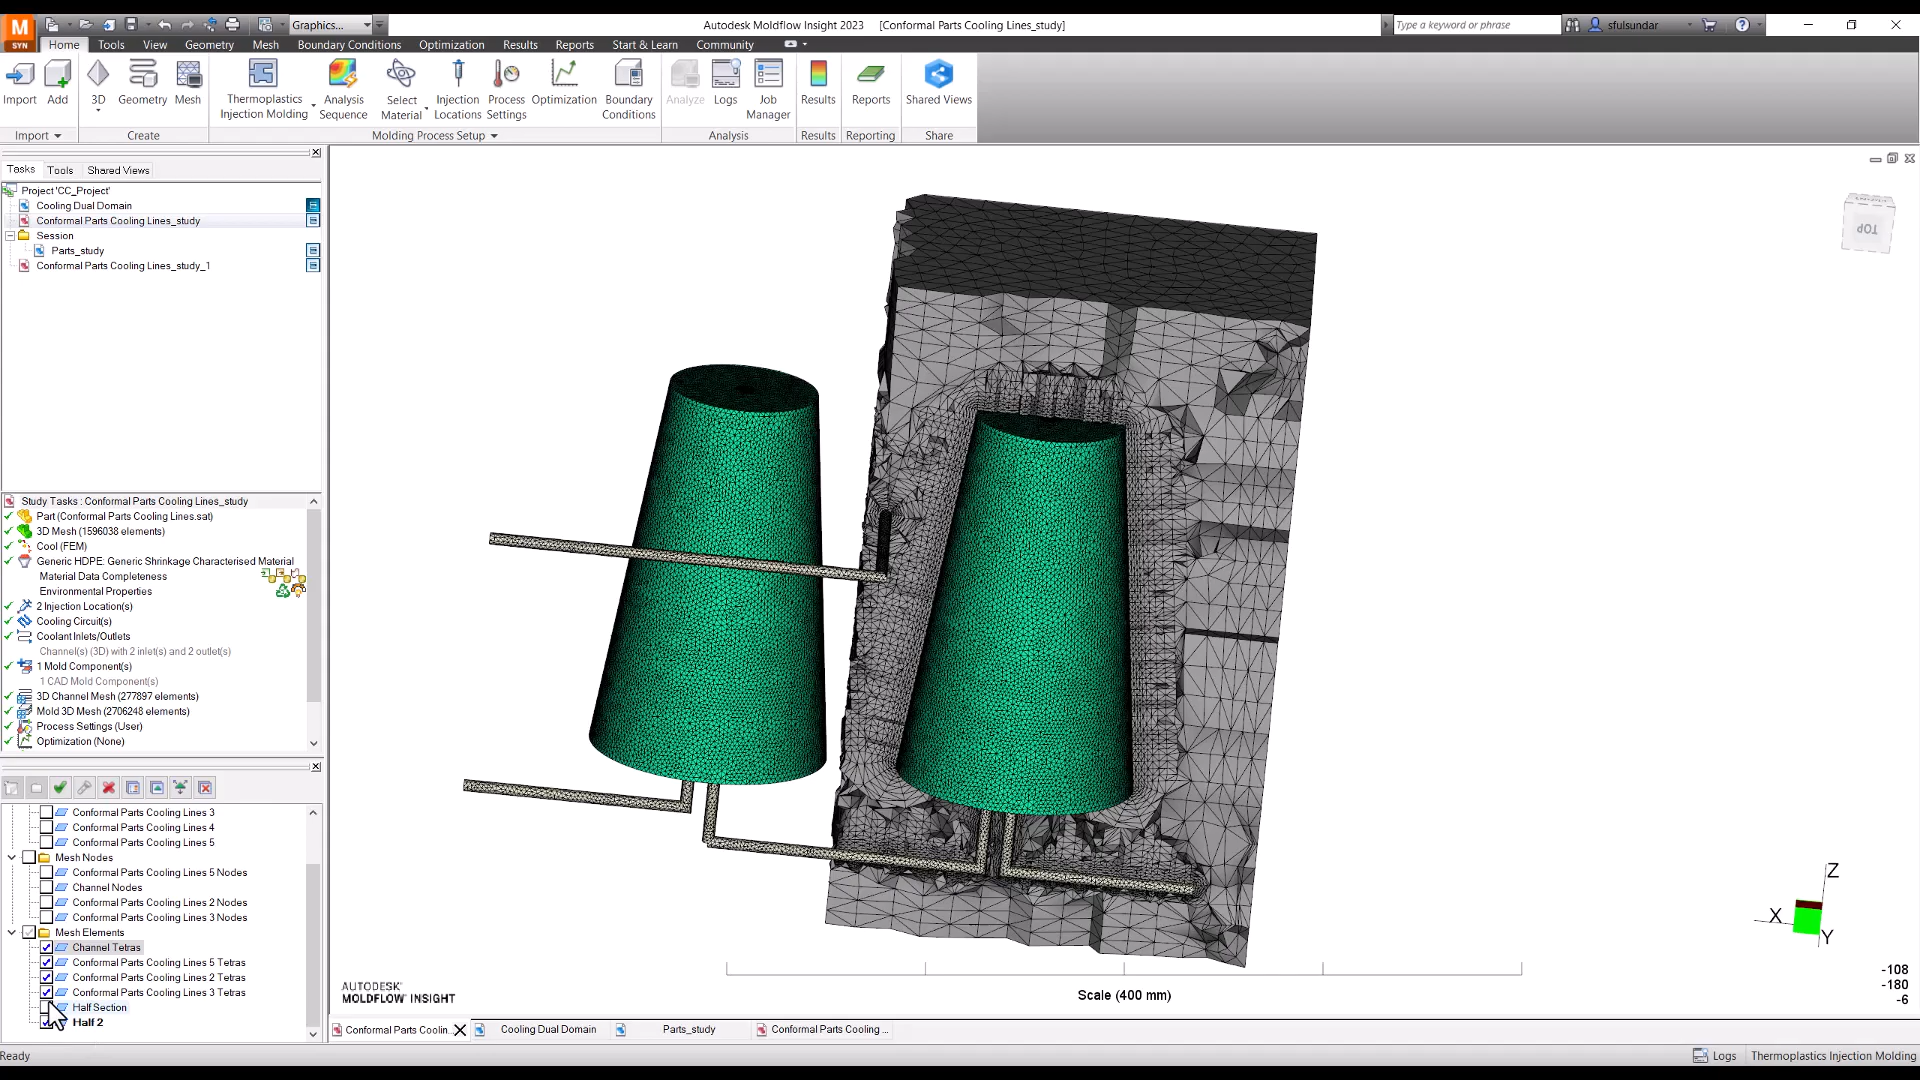 M
SYN
Graphics...
Autodesk Moldflow Insight 2023 [Conformal Parts Cooling Lines_study]
Type a keyword or phrase
sfulsundar
Home Tools View Geometry Mesh Boundary Conditions Optimization Results Reports Start & Learn Community
Import Add 3D Geometry Mesh
Thermoplastics Injection Molding
Analysis Sequence
Select Material
Injection Locations
Process Settings
Optimization
Boundary Conditions
Analyze Logs
Job Manager
Results Reports Shared Views
Import Create Molding Process Setup Analysis Results Reporting Share
Tasks Tools Shared Views
Project 'CC_Project'
Cooling Dual Domain
Conformal Parts Cooling Lines_study
Session
Parts_study
Conformal Parts Cooling Lines_study_1
Study Tasks : Conformal Parts Cooling Lines_study
Part (Conformal Parts Cooling Lines.sat)
3D Mesh (1596038 elements)
Cool (FEM)
Generic HDPE: Generic Shrinkage Characterised Material
Material Data Completeness
Environmental Properties
2 Injection Location(s)
Cooling Circuit(s)
Coolant Inlets/Outlets
Channel(s) (3D) with 2 inlet(s) and 2 outlet(s)
1 Mold Component(s)
1 CAD Mold Component(s)
3D Channel Mesh (277897 elements)
Mold 3D Mesh (2706248 elements)
Process Settings (User)
Optimization (None)
Conformal Parts Cooling Lines 3
Conformal Parts Cooling Lines 4
Conformal Parts Cooling Lines 5
Mesh Nodes
Conformal Parts Cooling Lines 5 Nodes
Channel Nodes
Conformal Parts Cooling Lines 2 Nodes
Conformal Parts Cooling Lines 3 Nodes
Mesh Elements
Channel Tetras
Conformal Parts Cooling Lines 5 Tetras
Conformal Parts Cooling Lines 2 Tetras
Conformal Parts Cooling Lines 3 Tetras
Half Section
Half 2
TOP
Z
X
Y
-108
-180
-6
AUTODESK
MOLDFLOW INSIGHT
Scale (400 mm)
Conformal Parts Coolin... Cooling Dual Domain Parts_study Conformal Parts Cooling ...
Ready
Logs Thermoplastics Injection Molding